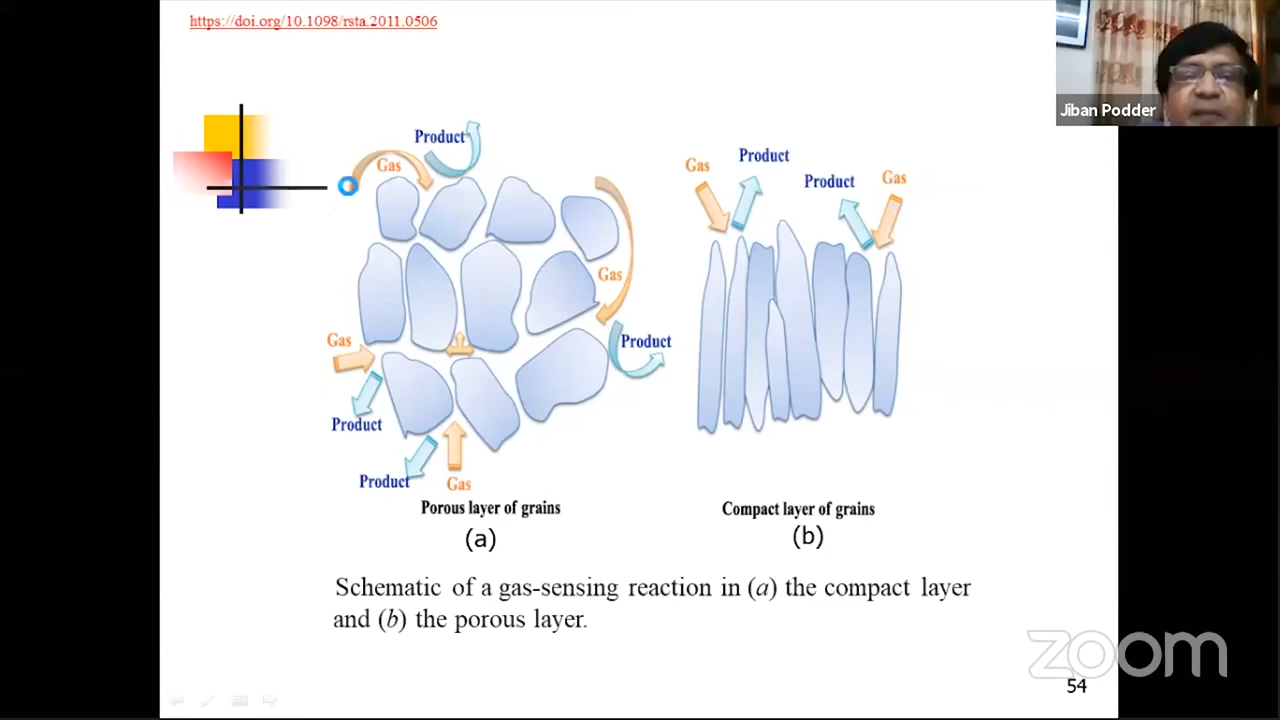 https://doi.org/10.1098/rsta.2011.0506
Jiban Podder
Product
Gas
Gas
Product
Gas
Product
Product
Gas
Porous layer of grains
(a)
Gas
Product
Product
Gas
Compact layer of grains
(b)
Schematic of a gas-sensing reaction in (a) the compact layer
and (b) the porous layer.
zoom
54